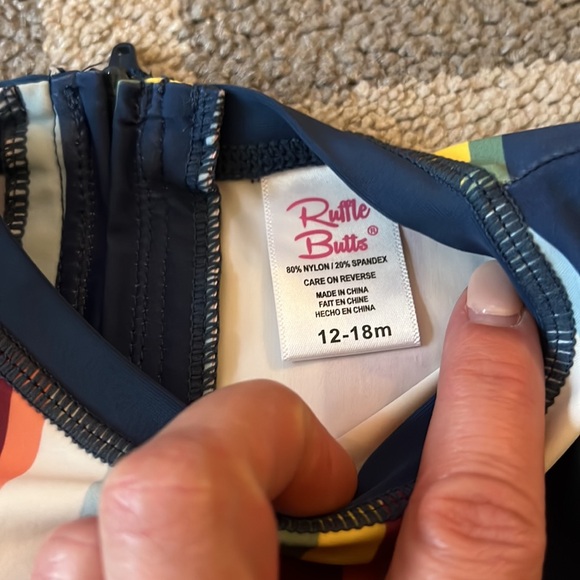 Ruffle
Butts®
80% NYLON / 20% SPANDEX
CARE ON REVERSE
MADE IN CHINA
FAIT EN CHINE
HECHO EN CHINA
12-18m